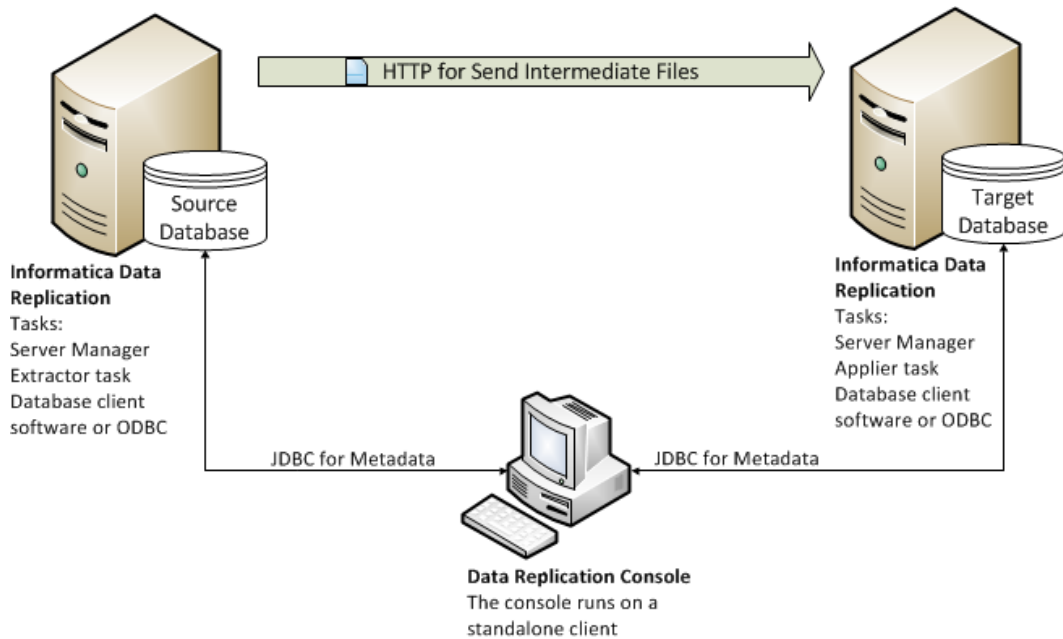 HTTP for Send Intermediate Files
Source
Database
Target
Database
Informatica Data
Replication
Tasks:
Server Manager
Extractor task
Database client
software or ODBC
Informatica Data
Replication
Tasks:
Server Manager
Applier task
Database client
software or ODBC
JDBC for Metadata
JDBC for Metadata
Data Replication Console
The console runs on a
standalone client